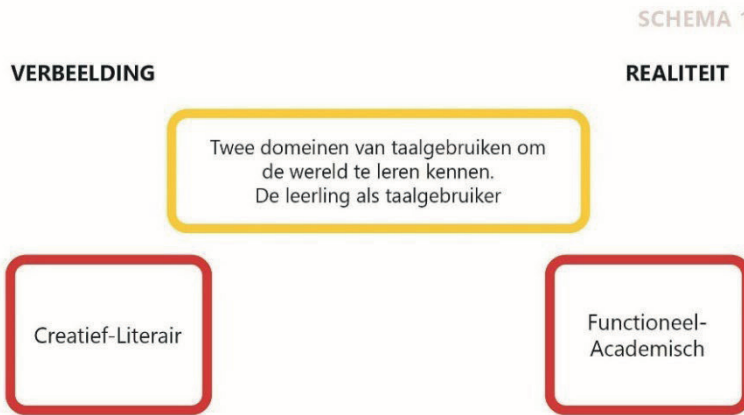 SCHEMA 1
VERBEELDING
REALITEIT
Twee domeinen van taalgebruiken om
de wereld te leren kennen.
De leerling als taalgebruiker
Creatief-Literair
Functioneel-
Academisch